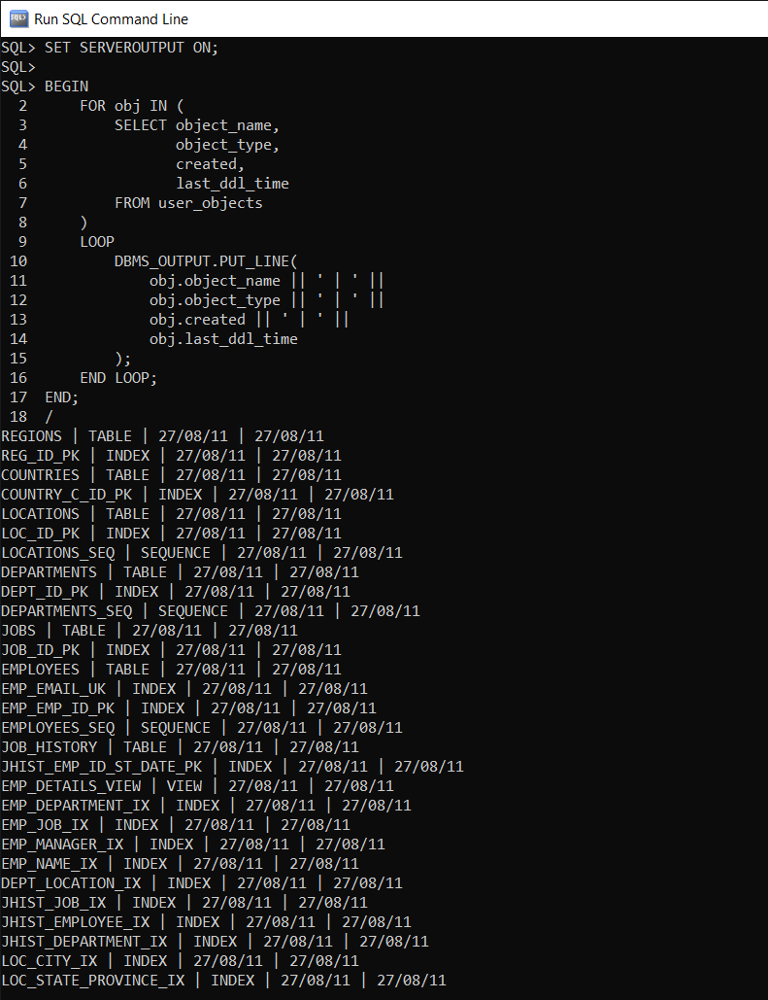 Run SQL Command Line
SQL> SET SERVEROUTPUT ON;
SQL>
SQL> BEGIN
  2      FOR obj IN (
  3          SELECT object_name,
  4                 object_type,
  5                 created,
  6                 last_ddl_time
  7          FROM user_objects
  8      )
  9      LOOP
 10          DBMS_OUTPUT.PUT_LINE(
 11              obj.object_name || ' | ' ||
 12              obj.object_type || ' | ' ||
 13              obj.created || ' | ' ||
 14              obj.last_ddl_time
 15          );
 16      END LOOP;
 17  END;
 18  /
REGIONS | TABLE | 27/08/11 | 27/08/11
REG_ID_PK | INDEX | 27/08/11 | 27/08/11
COUNTRIES | TABLE | 27/08/11 | 27/08/11
COUNTRY_C_ID_PK | INDEX | 27/08/11 | 27/08/11
LOCATIONS | TABLE | 27/08/11 | 27/08/11
LOC_ID_PK | INDEX | 27/08/11 | 27/08/11
LOCATIONS_SEQ | SEQUENCE | 27/08/11 | 27/08/11
DEPARTMENTS | TABLE | 27/08/11 | 27/08/11
DEPT_ID_PK | INDEX | 27/08/11 | 27/08/11
DEPARTMENTS_SEQ | SEQUENCE | 27/08/11 | 27/08/11
JOBS | TABLE | 27/08/11 | 27/08/11
JOB_ID_PK | INDEX | 27/08/11 | 27/08/11
EMPLOYEES | TABLE | 27/08/11 | 27/08/11
EMP_EMAIL_UK | INDEX | 27/08/11 | 27/08/11
EMP_EMP_ID_PK | INDEX | 27/08/11 | 27/08/11
EMPLOYEES_SEQ | SEQUENCE | 27/08/11 | 27/08/11
JOB_HISTORY | TABLE | 27/08/11 | 27/08/11
JHIST_EMP_ID_ST_DATE_PK | INDEX | 27/08/11 | 27/08/11
EMP_DETAILS_VIEW | VIEW | 27/08/11 | 27/08/11
EMP_DEPARTMENT_IX | INDEX | 27/08/11 | 27/08/11
EMP_JOB_IX | INDEX | 27/08/11 | 27/08/11
EMP_MANAGER_IX | INDEX | 27/08/11 | 27/08/11
EMP_NAME_IX | INDEX | 27/08/11 | 27/08/11
DEPT_LOCATION_IX | INDEX | 27/08/11 | 27/08/11
JHIST_JOB_IX | INDEX | 27/08/11 | 27/08/11
JHIST_EMPLOYEE_IX | INDEX | 27/08/11 | 27/08/11
JHIST_DEPARTMENT_IX | INDEX | 27/08/11 | 27/08/11
LOC_CITY_IX | INDEX | 27/08/11 | 27/08/11
LOC_STATE_PROVINCE_IX | INDEX | 27/08/11 | 27/08/11